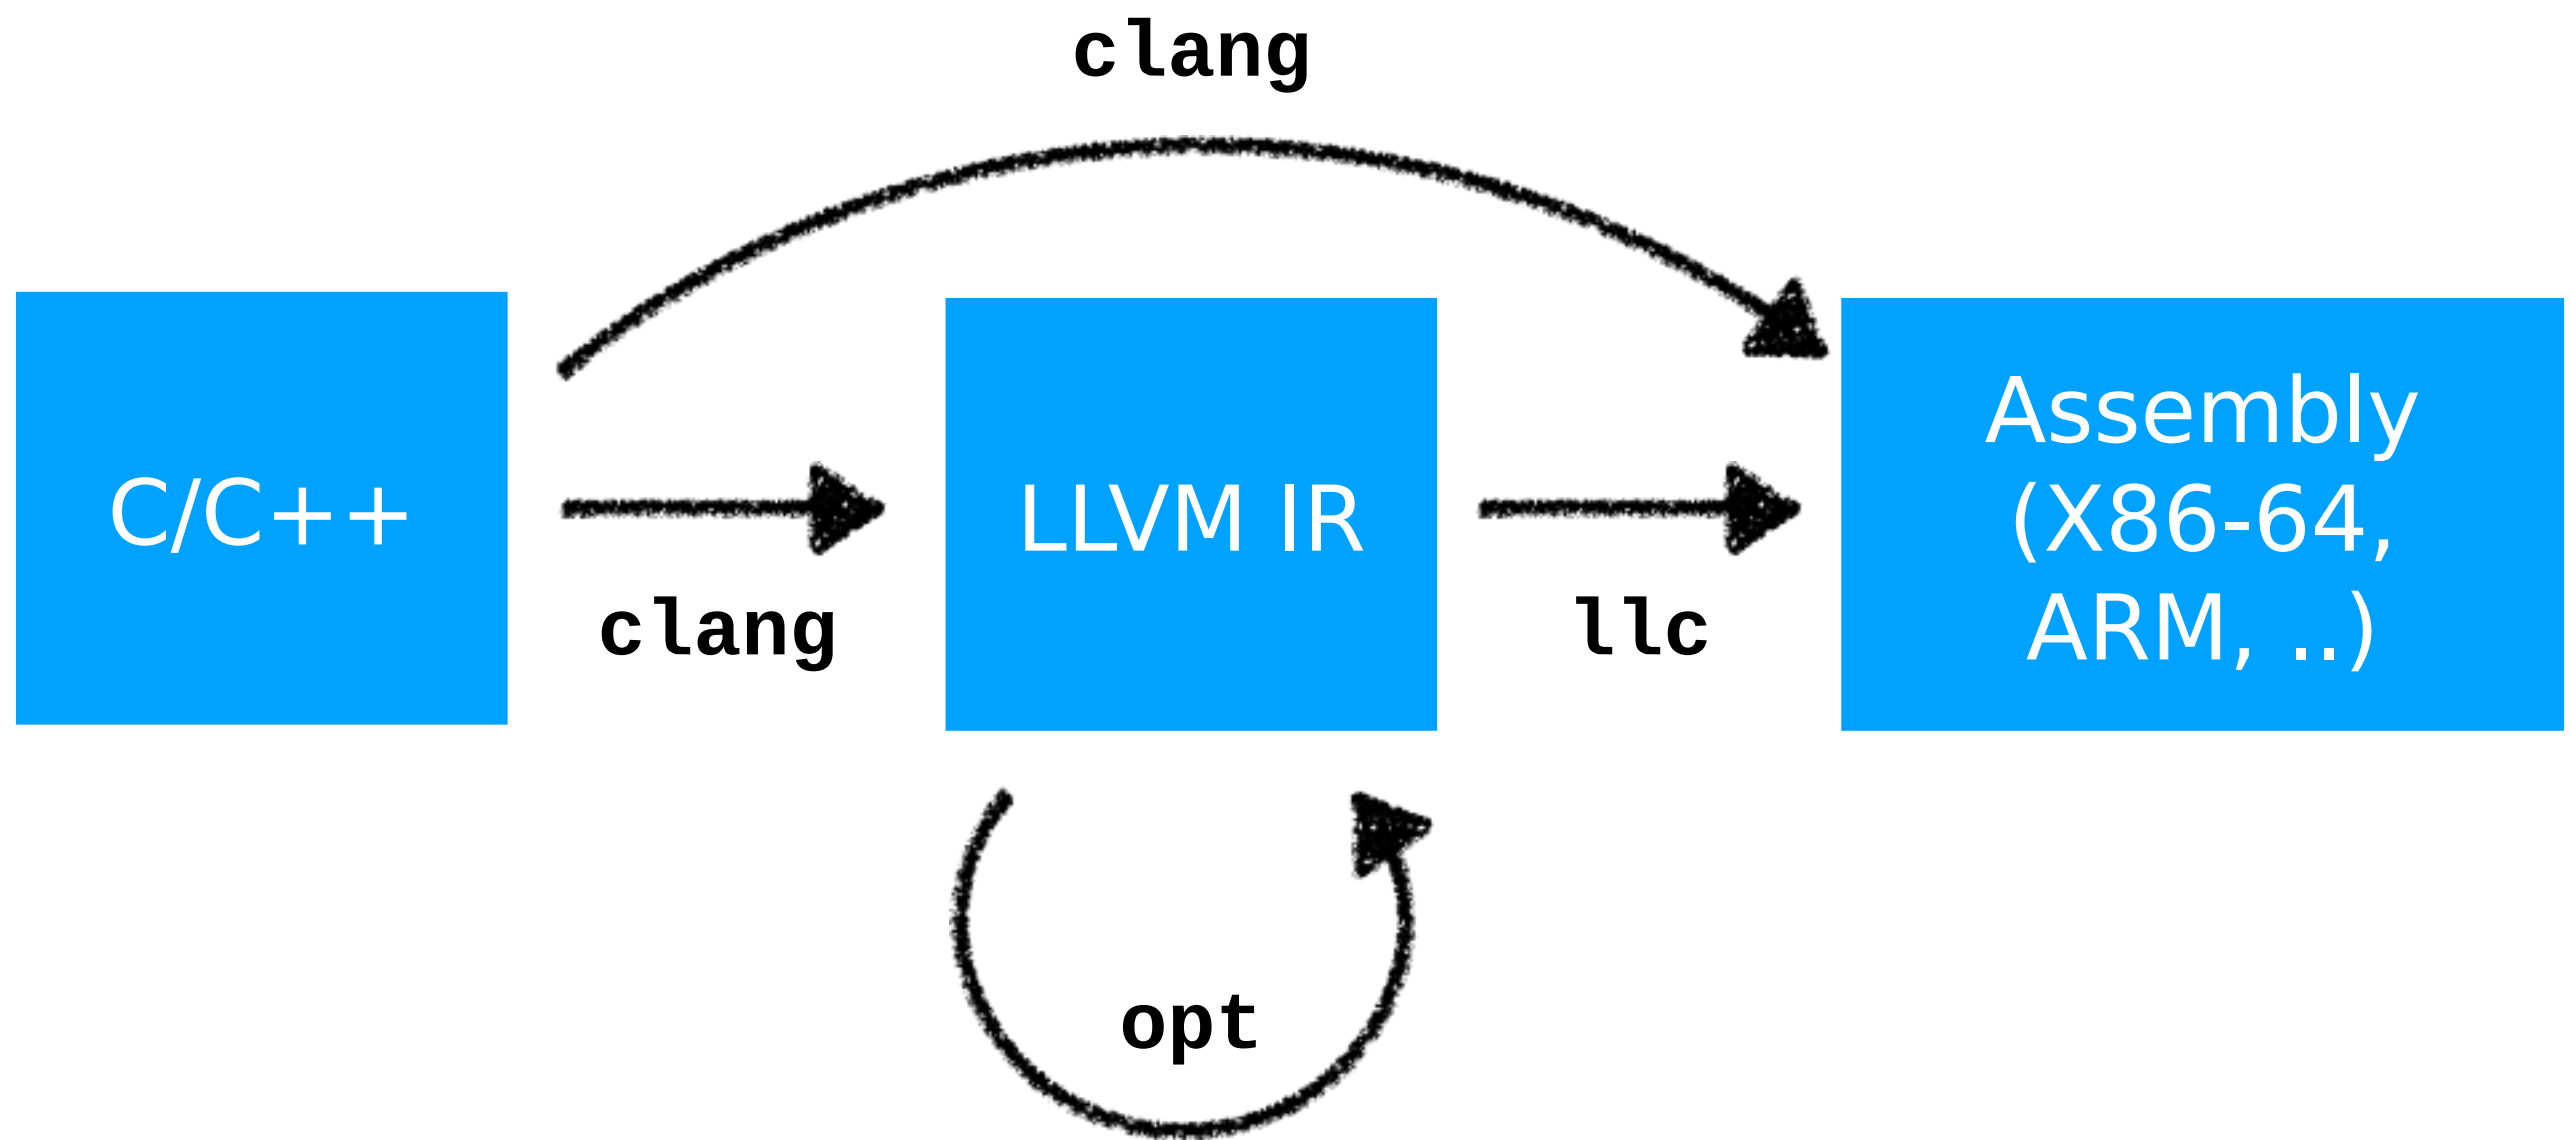 clang
C/C++
clang
LLVM IR
llc
Assembly
(X86-64,
ARM, ..)
opt